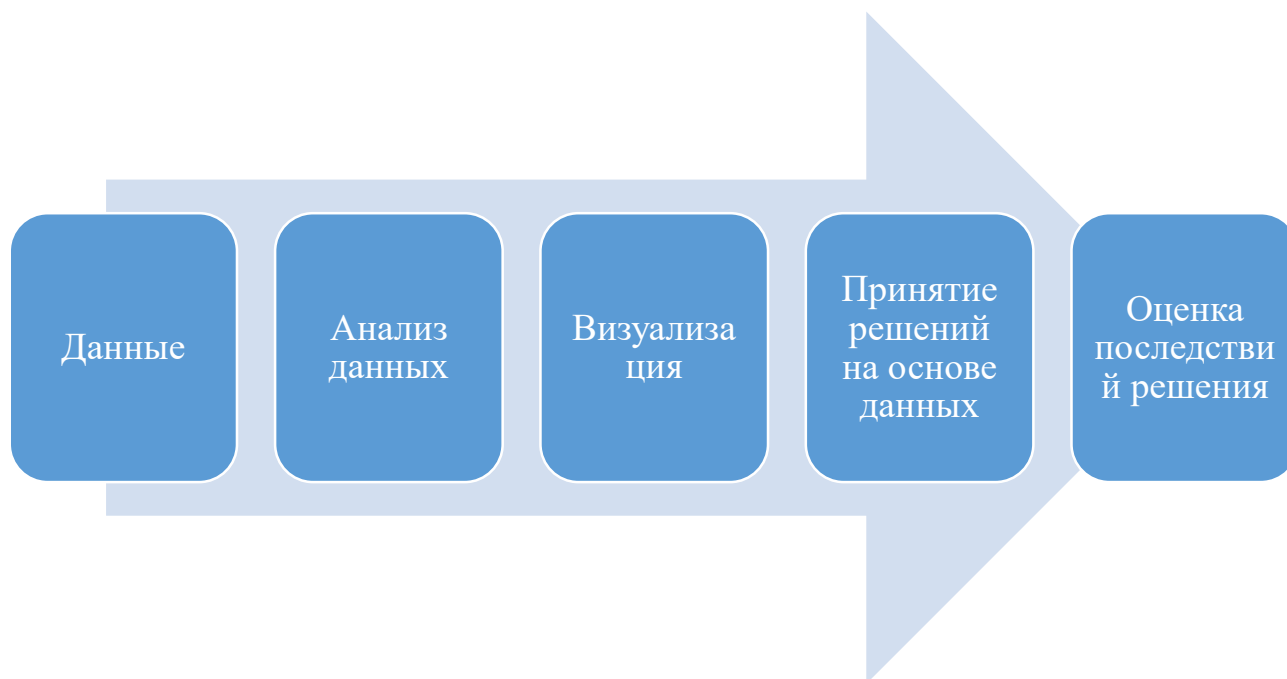 Данные
Анализ
данных
Визуализа
ция
Принятие
решений
на основе
данных
Оценка
последстви
й решения